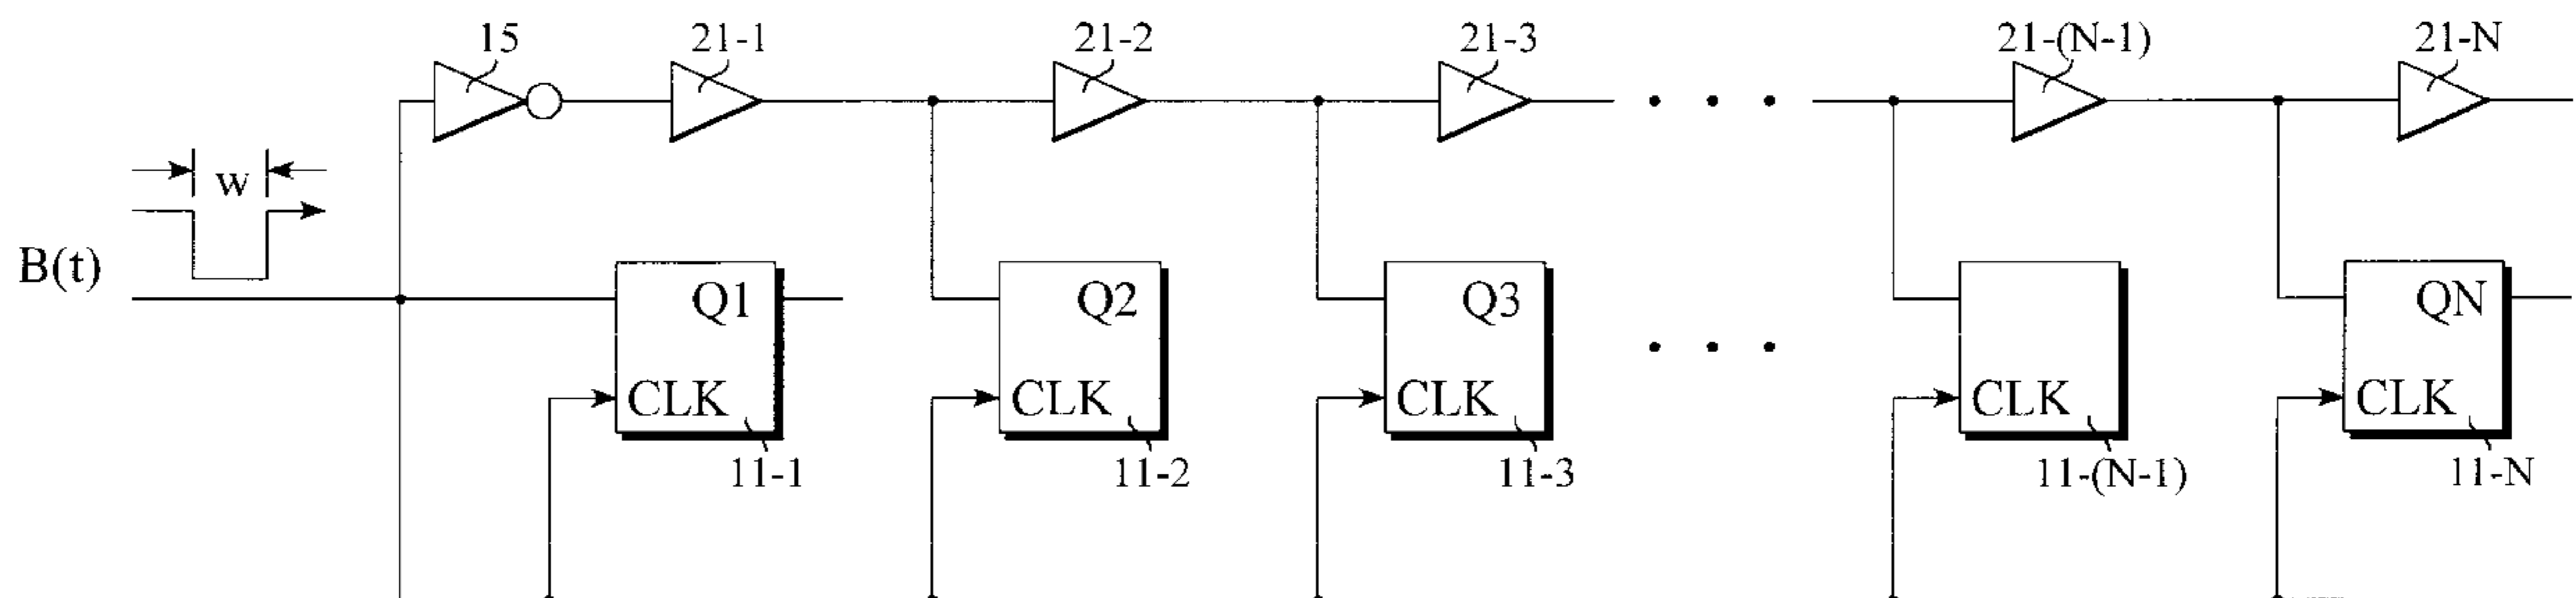 15
21-1
21-2
21-3
21-(N-1)
21-N
w
B(t)
Q1
Q2
Q3
QN
CLK
CLK
CLK
CLK
CLK
11-1
11-2
11-3
11-(N-1)
11-N